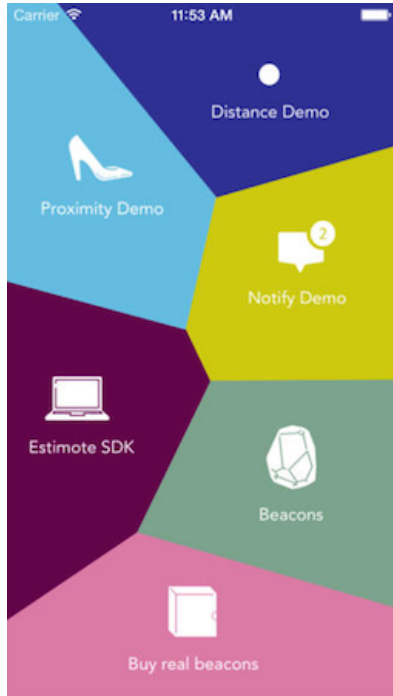 Carrier 11:53 AM
Distance Demo
Proximity Demo
2
Notify Demo
Estimote SDK
Beacons
Buy real beacons